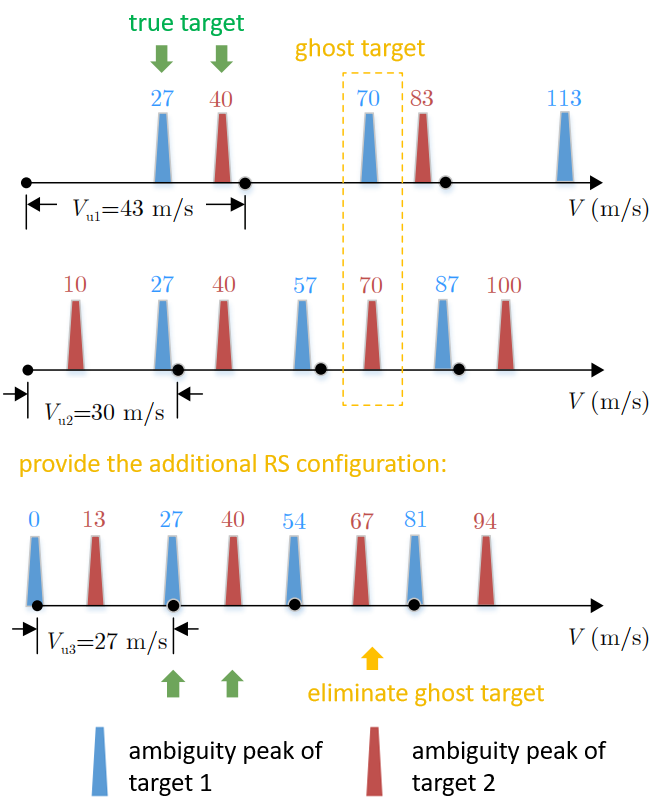 true target
ghost target
27 40 70 83 113
V_u1=43 m/s
V (m/s)
10 27 40 57 70 87 100
V_u2=30 m/s
V (m/s)
provide the additional RS configuration:
0 13 27 40 54 67 81 94
V_u3=27 m/s
V (m/s)
eliminate ghost target
ambiguity peak of
target 1
ambiguity peak of
target 2